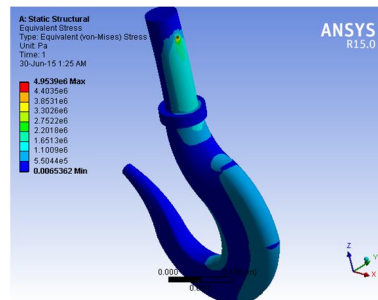 A: Static Structural
Equivalent Stress
Type: Equivalent (von-Mises) Stress
Unit: Pa
Time: 1
30-Jun-15 1:25 AM
4.9539e6 Max
4.4035e6
3.8531e6
3.3026e6
2.7522e6
2.2018e6
1.6513e6
1.1009e6
5.5044e5
0.0065362 Min
ANSYS
R15.0
0.000
Z
Y
X